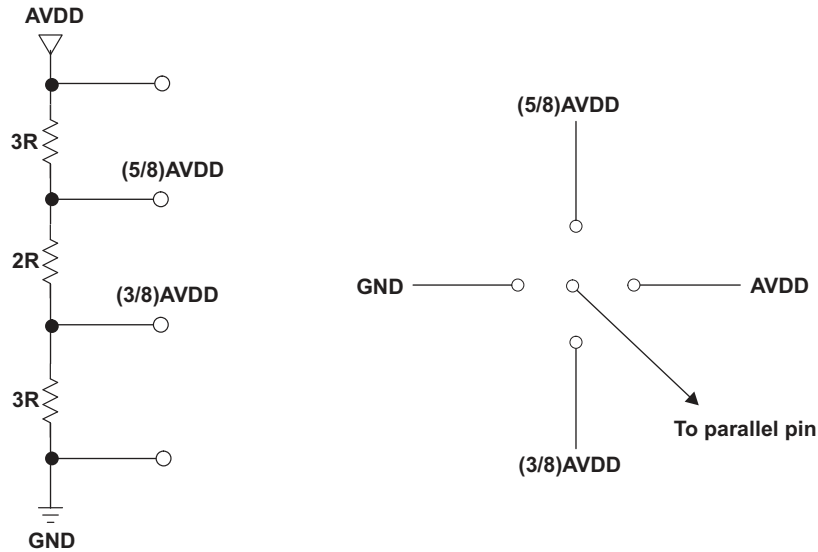 AVDD
3R
(5/8)AVDD
2R
(3/8)AVDD
3R
GND
(5/8)AVDD
GND
AVDD
(3/8)AVDD
To parallel pin